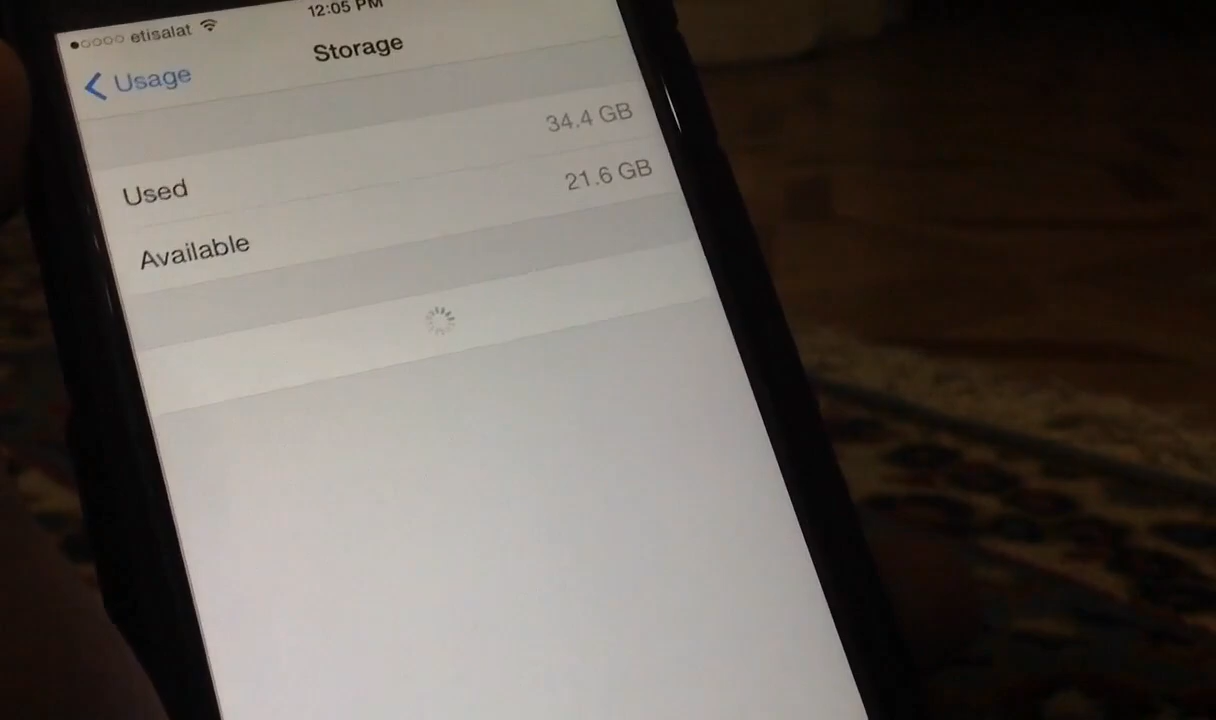 etisalat 12:05 PM
Usage Storage
Used 34.4 GB
Available 21.6 GB